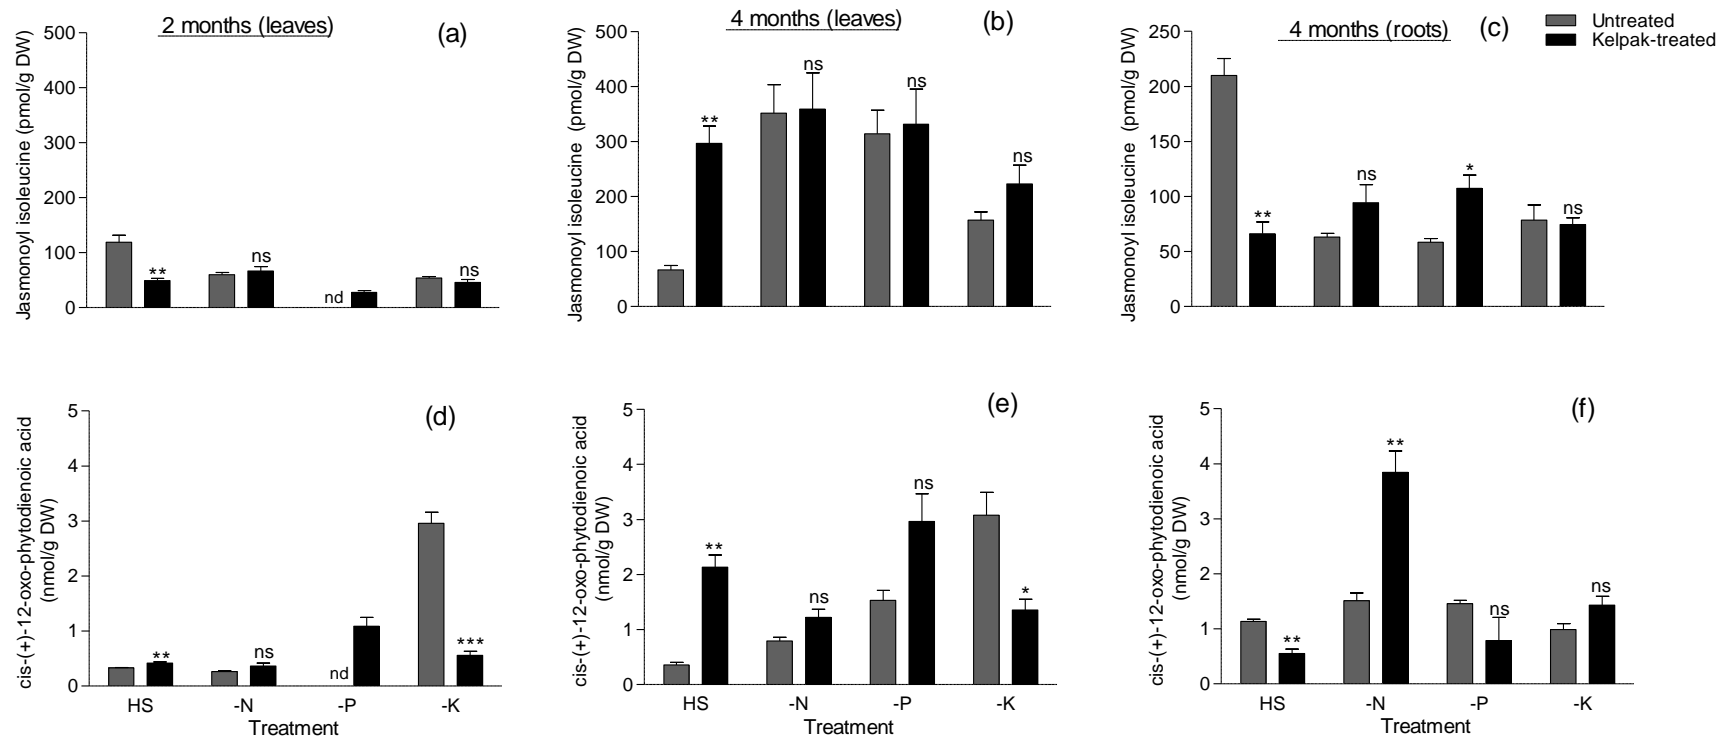 2 months (leaves)
(a)
Jasmonoyl isoleucine (pmol/g DW)
500
400
300
200
100
0
**
ns
nd
ns
4 months (leaves)
(b)
Jasmonoyl isoleucine (pmol/g DW)
500
400
300
200
100
0
**
ns
ns
ns
4 months (roots)
(c)
Jasmonoyl isoleucine (pmol/g DW)
250
200
150
100
50
0
**
ns
*
ns
Untreated
Kelpak-treated
(d)
cis-(+)-12-oxo-phytodienoic acid
(nmol/g DW)
5
4
3
2
1
0
**
ns
nd
***
HS
-N
-P
-K
Treatment
(e)
cis-(+)-12-oxo-phytodienoic acid
(nmol/g DW)
5
4
3
2
1
0
**
ns
ns
*
HS
-N
-P
-K
Treatment
(f)
cis-(+)-12-oxo-phytodienoic acid
(nmol/g DW)
5
4
3
2
1
0
**
**
ns
ns
HS
-N
-P
-K
Treatment